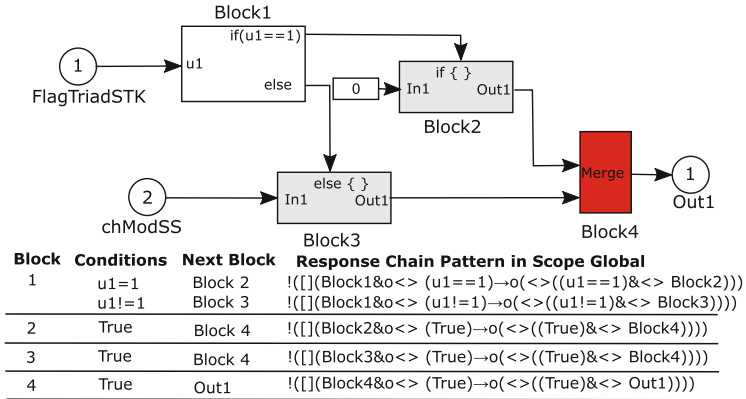 Block1
if(u1==1)
1
u1
if { }
FlagTriadSTK
else
0
In1
Out1
Block2
Merge
1
else { }
2
In1
Out1
Out1
chModSS
Block4
Block3
Block Conditions Next Block Response Chain Pattern in Scope Global
1 u1=1 Block 2 !([](Block1&o<> (u1==1)→o(<>((u1==1)&<> Block2)))
u1!=1 Block 3 !([](Block1&o<> (u1!=1)→o(<>((u1!=1)&<> Block3))))
2 True Block 4 !([](Block2&o<> (True)→o(<>((True)&<> Block4))))
3 True Block 4 !([](Block3&o<> (True)→o(<>((True)&<> Block4))))
4 True Out1 !([](Block4&o<> (True)→o(<>((True)&<> Out1))))